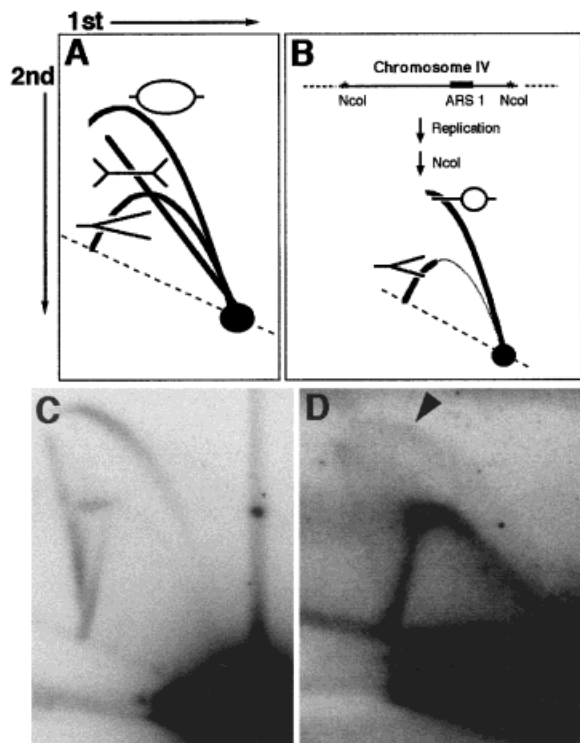 1st
A
B
2nd
Chromosome IV
NcoI
ARS 1
NcoI
Replication
NcoI
C
D